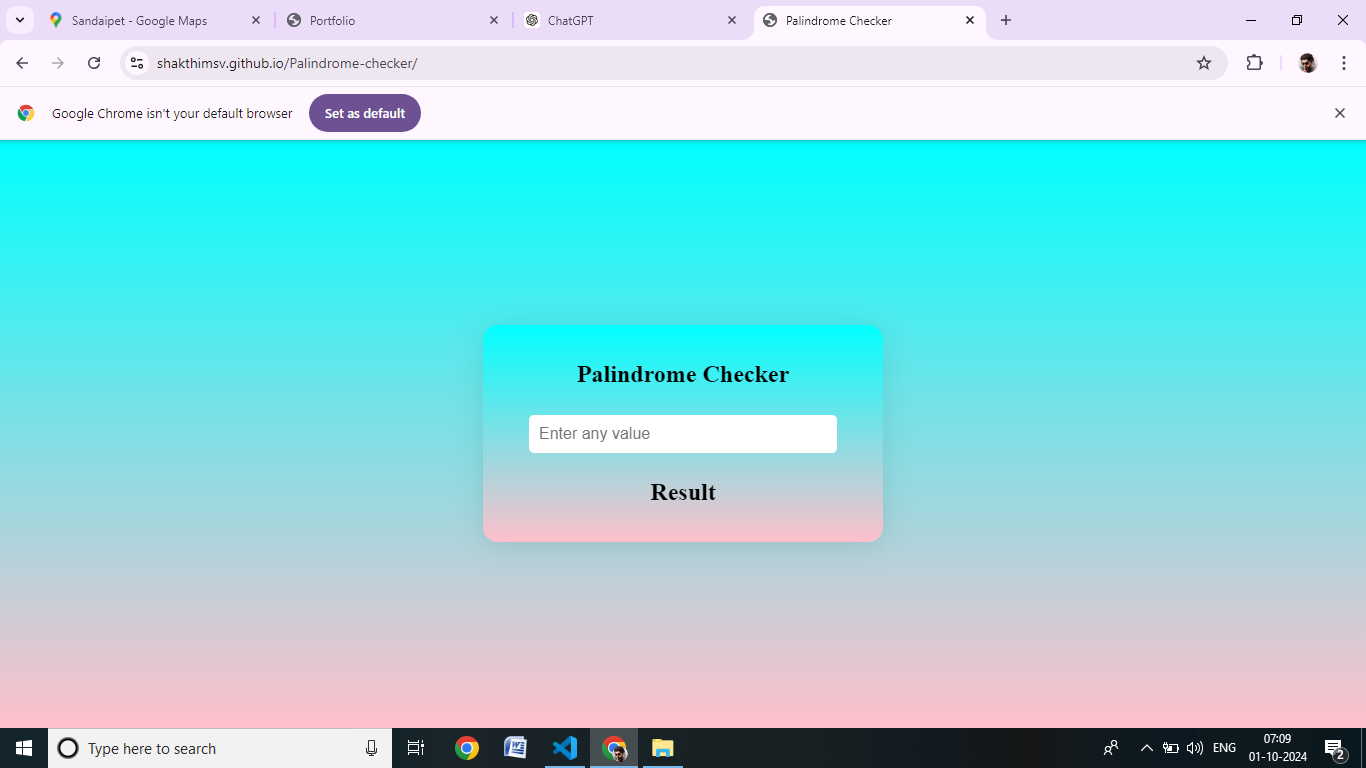 Sandaipet - Google Maps
Portfolio
ChatGPT
Palindrome Checker
shakthimsv.github.io/Palindrome-checker/
Google Chrome isn't your default browser
Set as default
Palindrome Checker
Enter any value
Result
Type here to search
ENG
07:09
01-10-2024
2